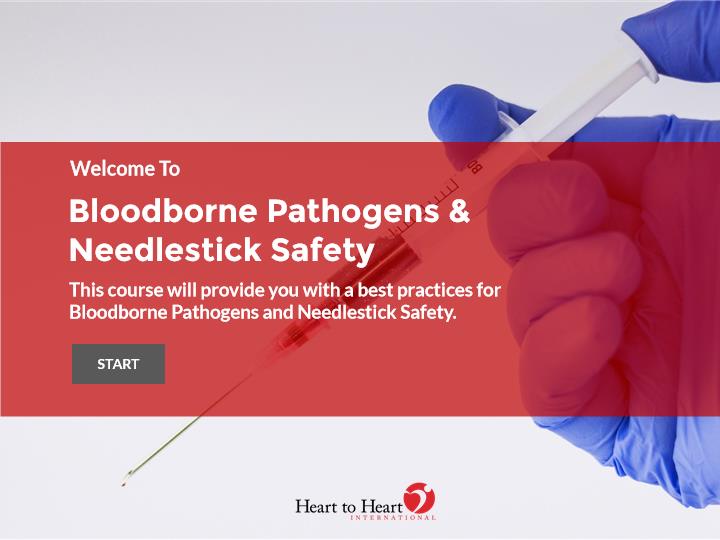 Welcome To
Bloodborne Pathogens &
Needlestick Safety
This course will provide you with a best practices for
Bloodborne Pathogens and Needlestick Safety.
START
Heart to Heart
INTERNATIONAL